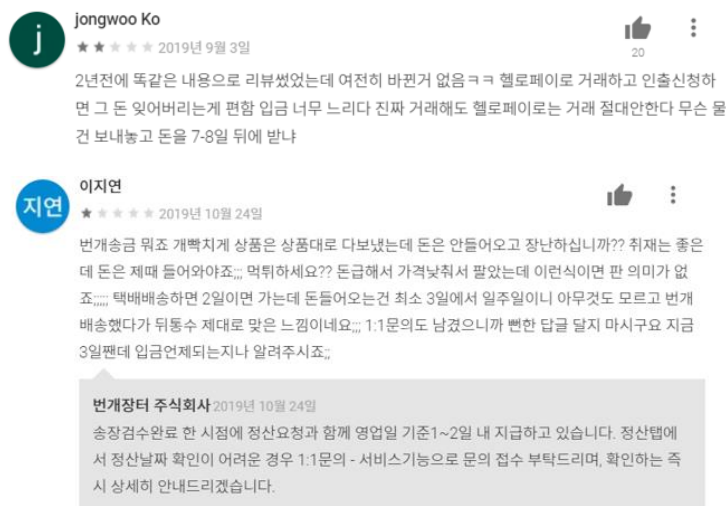 j
jongwoo Ko
2019년 9월 3일
20
2년전에 똑같은 내용으로 리뷰썼었는데 여전히 바뀐거 없음ㅋㅋ 헬로페이로 거래하고 인출신청하
면 그 돈 잊어버리는게 편함 입금 너무 느리다 진짜 거래해도 헬로페이로는 거래 절대안한다 무슨 물
건 보내놓고 돈을 7-8일 뒤에 받냐
지연
이지연
2019년 10월 24일
번개송금 뭐죠 개빡치게 상품은 상품대로 다보냈는데 돈은 안들어오고 장난하십니까?? 취재는 좋은
데 돈은 제때 들어와야죠;;; 먹튀하세요?? 돈급해서 가격낮춰서 팔았는데 이런식이면 판 의미가 없
죠;;;;; 택배배송하면 2일이면 가는데 돈들어오는건 최소 3일에서 일주일이니 아무것도 모르고 번개
배송했다가 뒤통수 제대로 맞은 느낌이네요;;; 1:1문의도 남겼으니까 뻔한 답글 달지 마시구요 지금
3일짼데 입금언제되는지나 알려주시죠;;
번개장터 주식회사 2019년 10월 24일
송장검수완료 한 시점에 정산요청과 함께 영업일 기준1~2일 내 지급하고 있습니다. 정산탭에
서 정산날짜 확인이 어려운 경우 1:1문의 - 서비스기능으로 문의 접수 부탁드리며, 확인하는 즉
시 상세히 안내드리겠습니다.